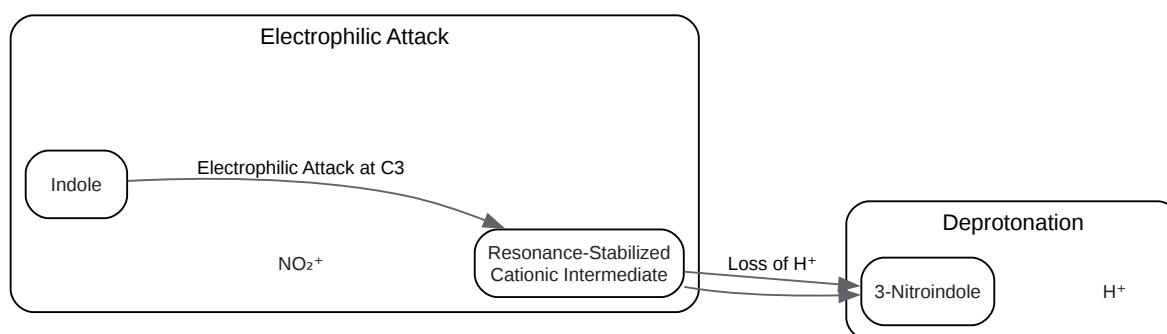 Electrophilic Attack
Indole
Electrophilic Attack at C3
NO₂⁺
Resonance-Stabilized
Cationic Intermediate
Loss of H⁺
Deprotonation
3-Nitroindole
H⁺